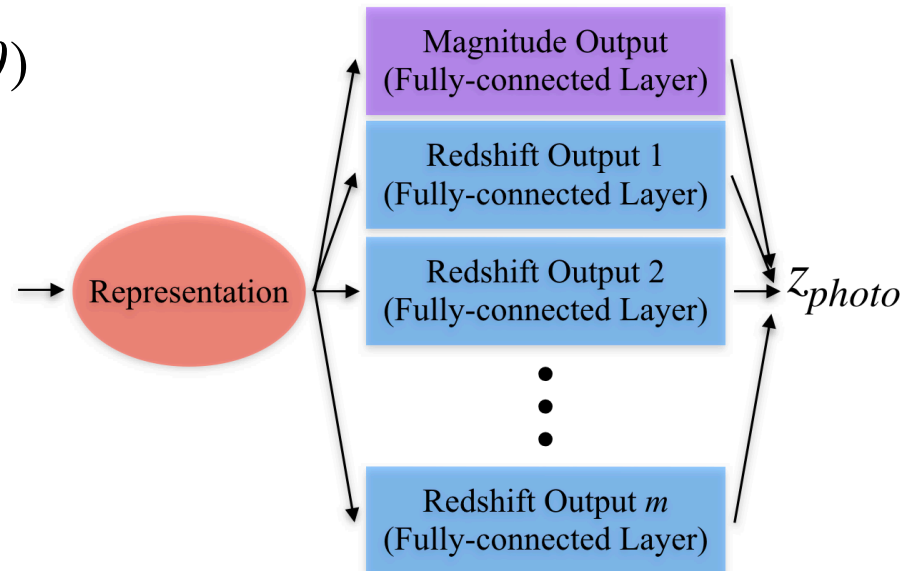 Magnitude Output
(Fully-connected Layer)
Redshift Output 1
(Fully-connected Layer)
Representation
Redshift Output 2
(Fully-connected Layer)
z_photo
Redshift Output m
(Fully-connected Layer)